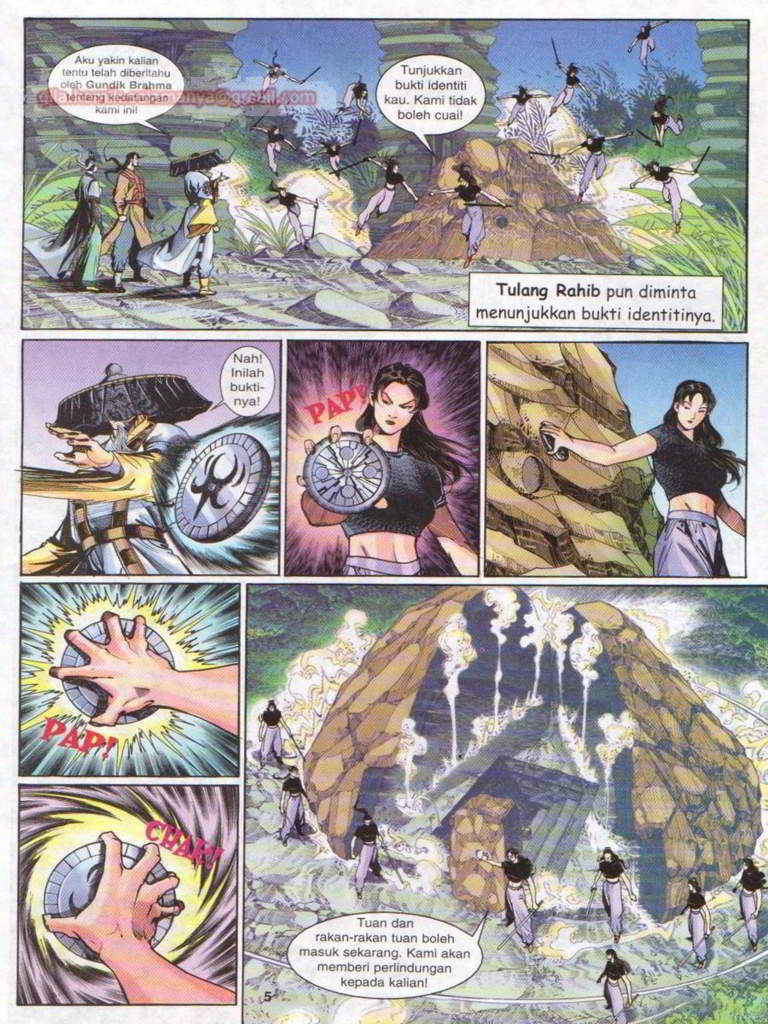 Aku yakin kalian
tentu telah diberitahu
oleh Gundik Brahma
tentang kedatangan
kami ini!
Tunjukkan
bukti identiti
kau. Kami tidak
boleh cuai!
Tulang Rahib pun diminta
menunjukkan bukti identitinya.
Nah!
Inilah
bukti-
nya!
PAP!
PAP!
CHAK!
Tuan dan
rakan-rakan tuan boleh
masuk sekarang. Kami akan
memberi perlindungan
kepada kalian!
5